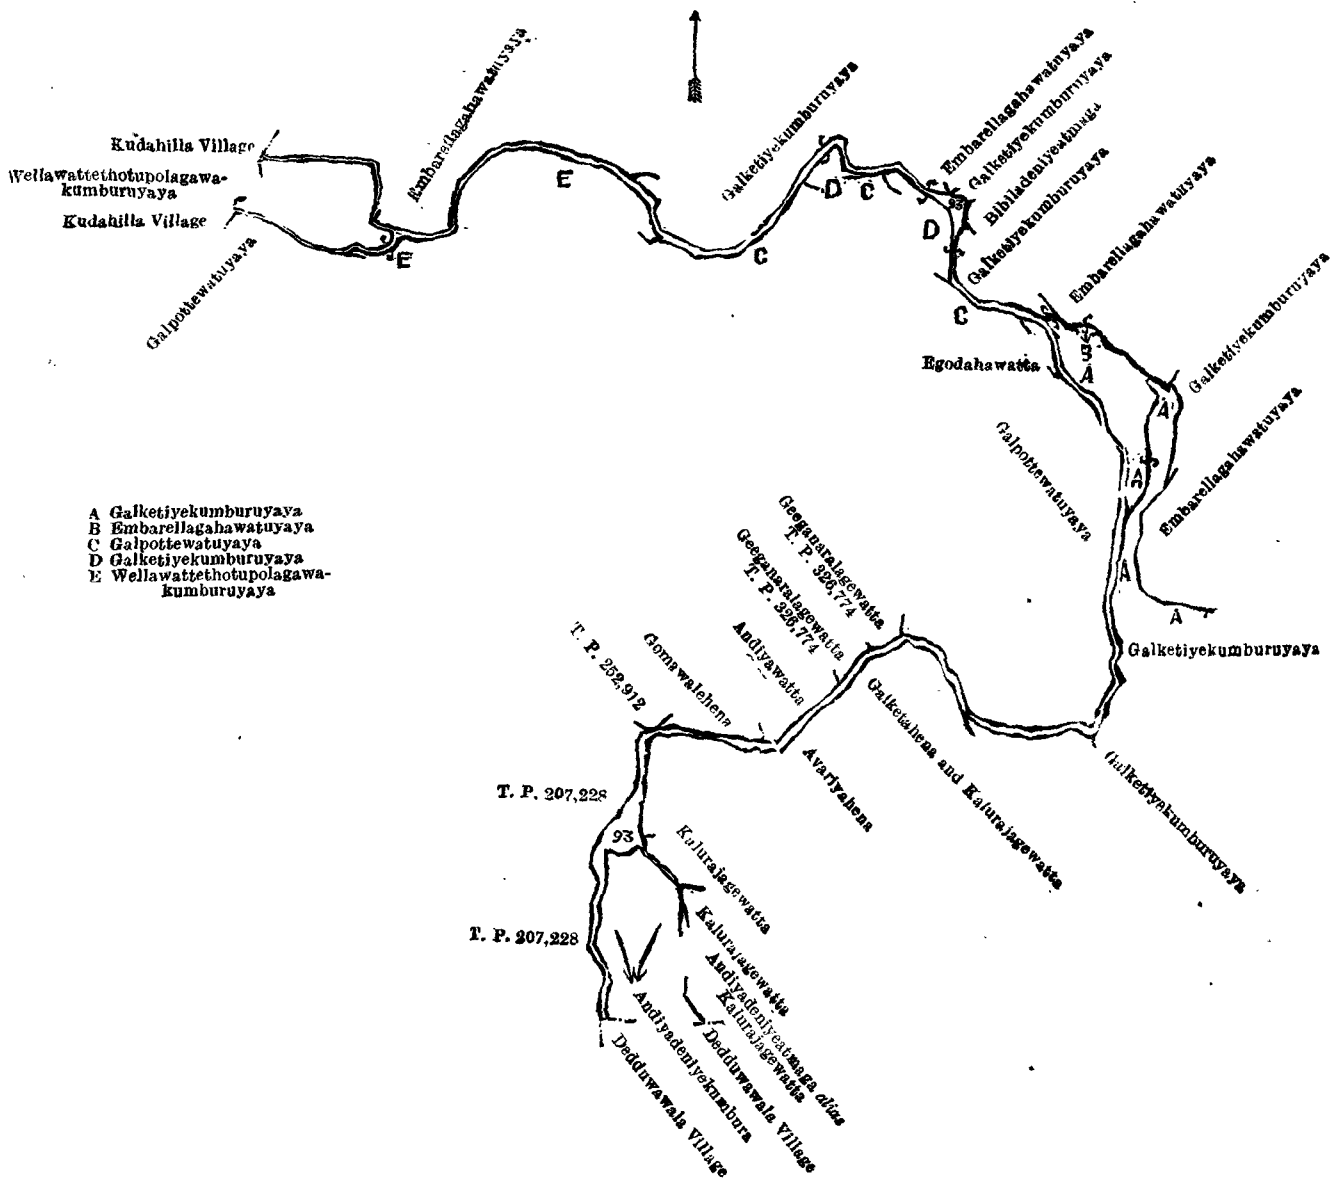 Kudahilla Village
Wellawattethotupolagawa-
kumburuyaya
Kudahilla Village
Galpottewatuyaya
Embarellagahawatuyaya
E
E
Galketiyekumburuyaya
C
D
C
Embarellagahawatuyaya
Galketiyekumburuyaya
Bibiladeniyeatmaga
Galketiyekumburuyaya
93
A
D
C
Embarellagahawatuyaya
B
A
Egodahawatta
Galketiyekumburuyaya
A
Galpottewatuyaya
A
Embarellagahawatuyaya
A
A
Galketiyekumburuyaya
A Galketiyekumburuyaya
B Embarellagahawatuyaya
C Galpottewatuyaya
D Galketiyekumburuyaya
E Wellawattethotupolagawa-
kumburuyaya
Geeganaralagewatta
T. P. 326,774
Geeganaralagewatta
T. P. 326,774
Andiyawatta
Gomawalehena
T. P. 252,912
Galketahena and Kalurajagewatta
Galketiyekumburuyaya
Avariyahena
T. P. 207,228
93
Kalurajagewatta
T. P. 207,228
Kalurajagewatta
Andiyadeniyeatmaga alias
Kalurajagewatta
Dedduwawala Village
Andiyadeniyekumbura
Dedduwawala Village